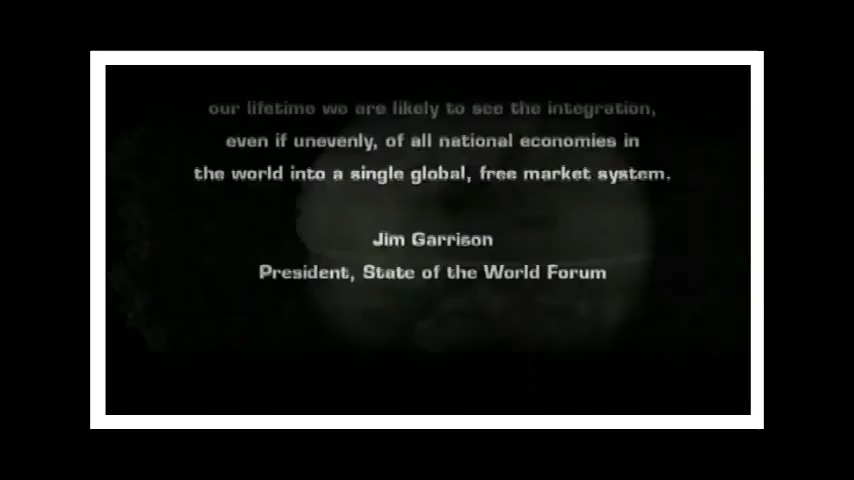 our lifetime we are likely to see the integration,
even if unevenly, of all national economies in
the world into a single global, free market system.
Jim Garrison
President, State of the World Forum